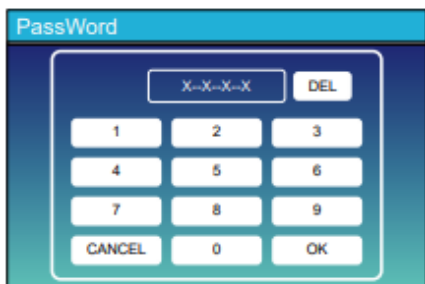 PassWord
X--X--X--X DEL
1 2 3
4 5 6
7 8 9
CANCEL 0 OK